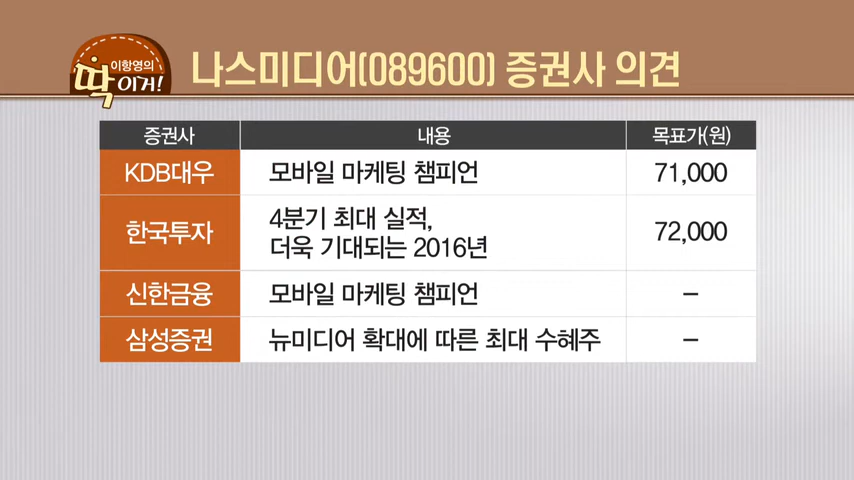 이항영의
딱 이거!
나스미디어(089600) 증권사 의견
증권사 내용 목표가(원)
KDB대우 모바일 마케팅 챔피언 71,000
한국투자 4분기 최대 실적,
더욱 기대되는 2016년 72,000
신한금융 모바일 마케팅 챔피언 –
삼성증권 뉴미디어 확대에 따른 최대 수혜주 –